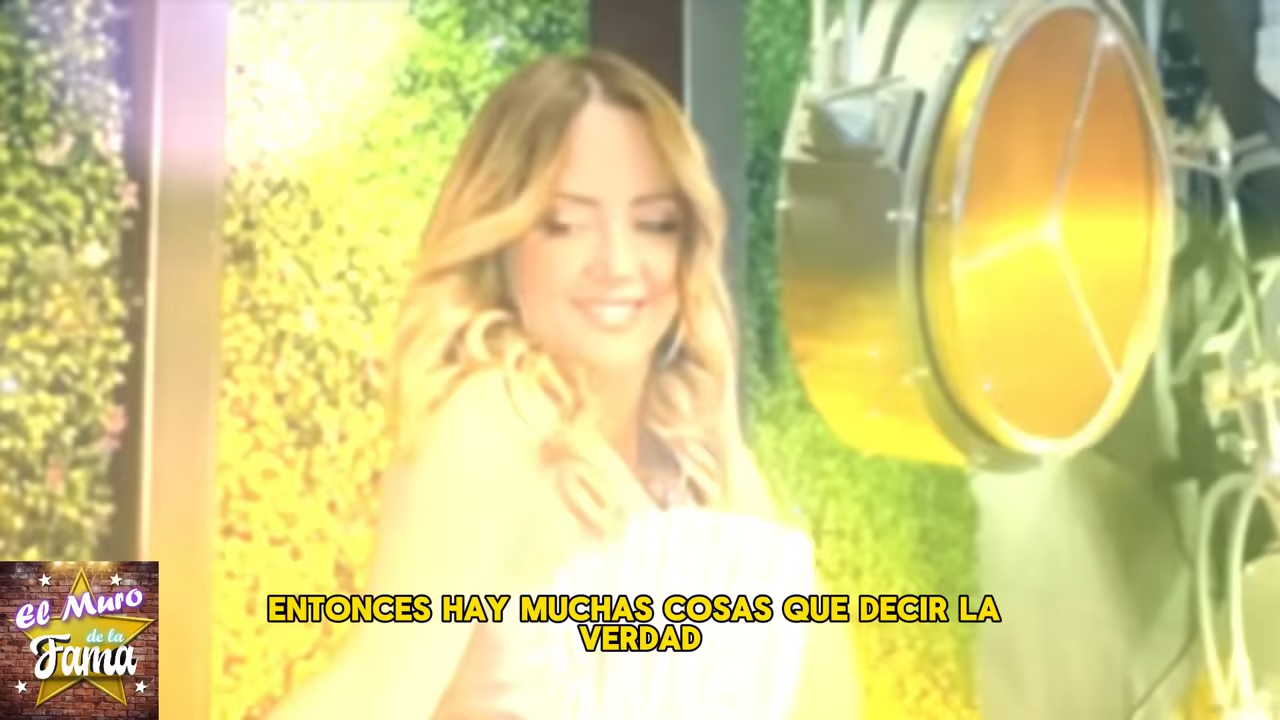 El Muro
de la
Fama
ENTONCES HAY MUCHAS COSAS QUE DECIR LA
VERDAD